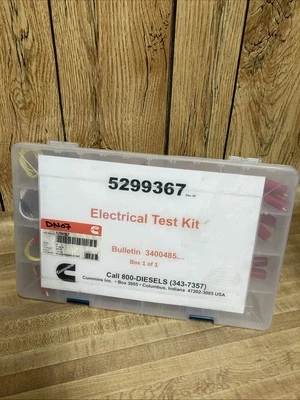 5299367
Electrical Test Kit
Bulletin 3400485
Box 1 of 1
Call 800-DIESELS (343-7357)
Cummins Inc. • Box 3005 • Columbus, Indiana 47202-3005 USA
DN07